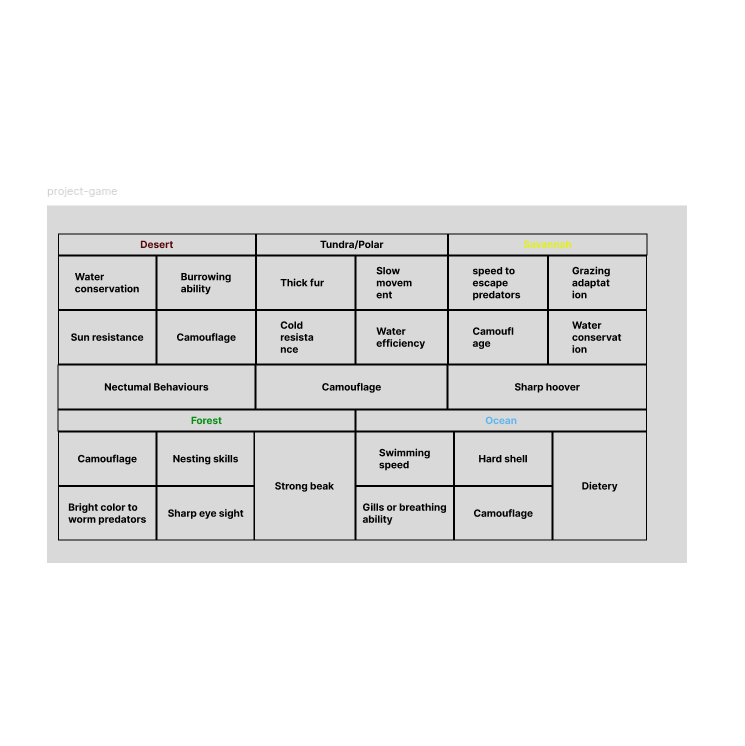 project-game
Desert
Tundra/Polar
Savannah
Water
conservation
Burrowing
ability
Thick fur
Slow
movem
ent
speed to
escape
predators
Grazing
adaptat
ion
Sun resistance
Camouflage
Cold
resista
nce
Water
efficiency
Camoufl
age
Water
conservat
ion
Nectumal Behaviours
Camouflage
Sharp hoover
Forest
Ocean
Camouflage
Nesting skills
Strong beak
Swimming
speed
Hard shell
Dietery
Bright color to
worm predators
Sharp eye sight
Gills or breathing
ability
Camouflage